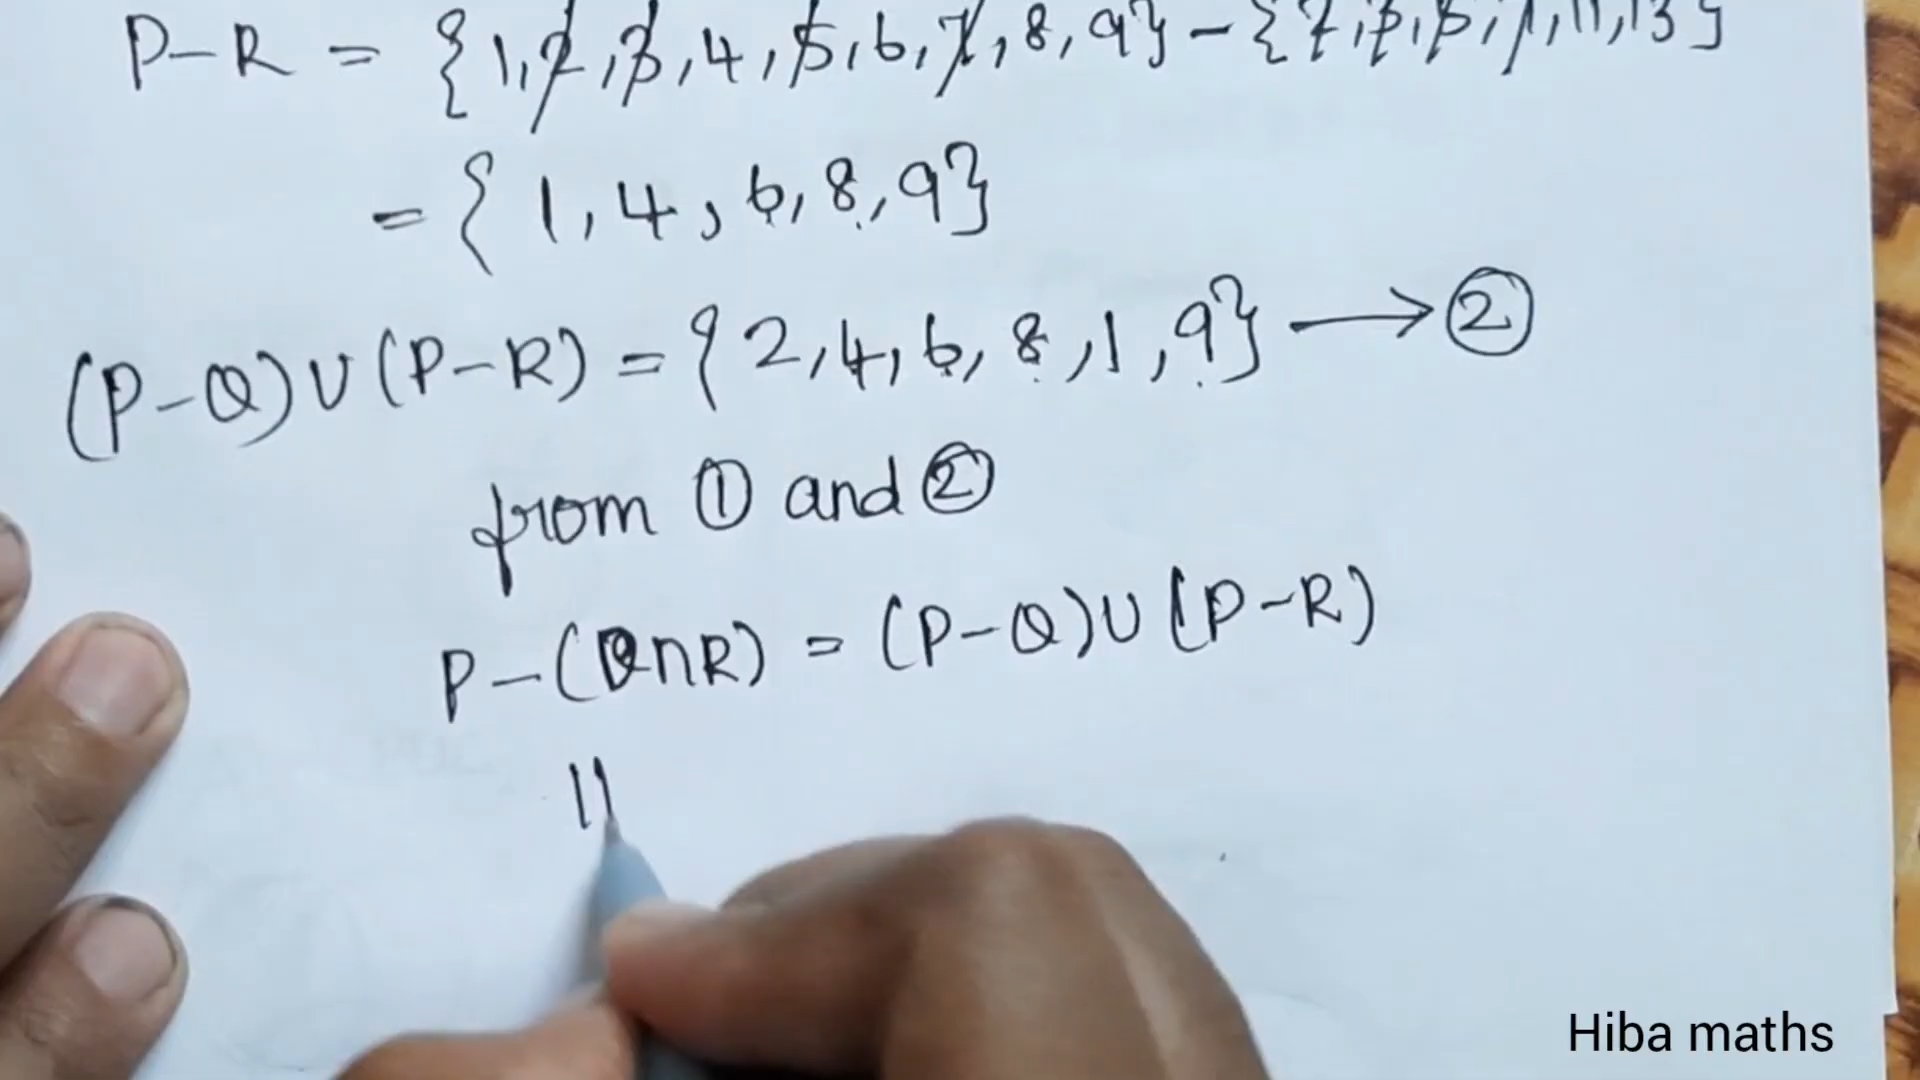 P-R = {1,2,3,4,5,6,7,8,9} - {2,3,5,7,11,13}
= {1,4,6,8,9}
(P-Q)∪(P-R) = {2,4,6,8,1,9} → ②
from ① and ②
P-(Q∩R) = (P-Q)∪(P-R)
Hiba maths